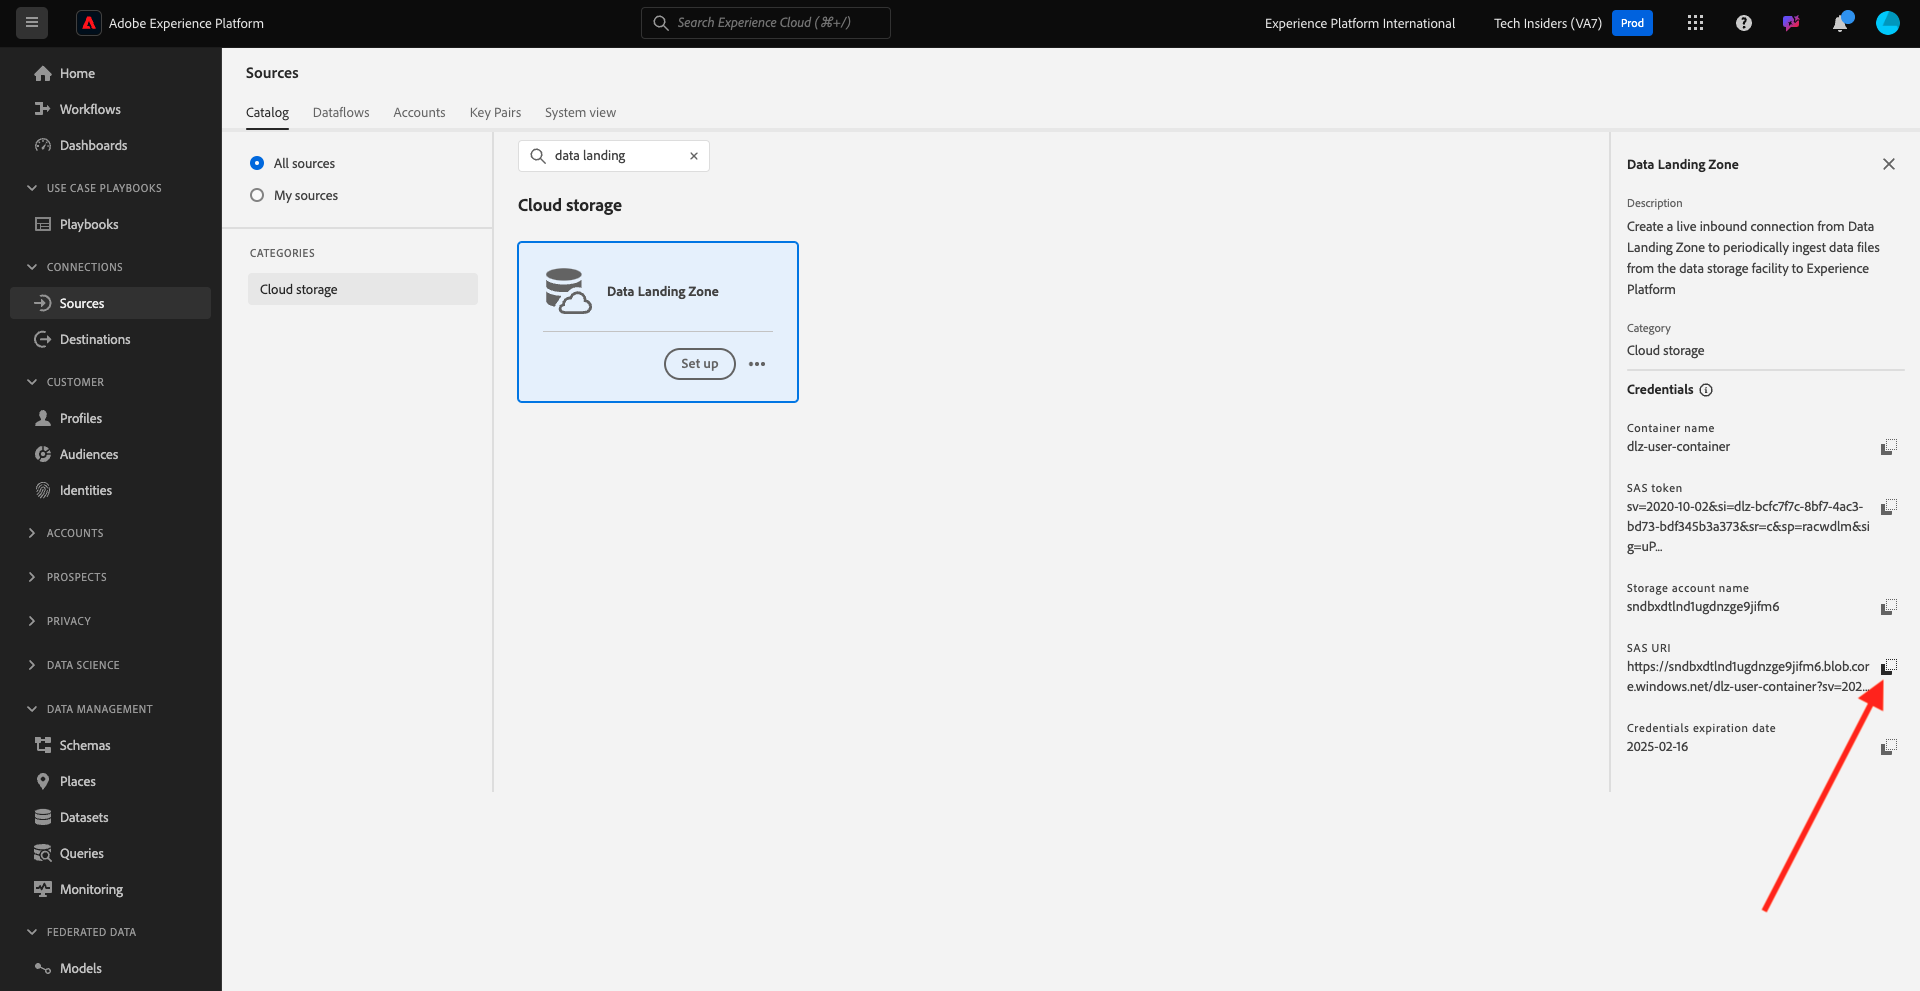 Adobe Experience Platform
Search Experience Cloud (⌘+/)
Experience Platform International
Tech Insiders (VA7)
Prod
Home
Workflows
Dashboards
USE CASE PLAYBOOKS
Playbooks
CONNECTIONS
Sources
Destinations
CUSTOMER
Profiles
Audiences
Identities
ACCOUNTS
PROSPECTS
PRIVACY
DATA SCIENCE
DATA MANAGEMENT
Schemas
Places
Datasets
Queries
Monitoring
FEDERATED DATA
Models
Sources
Catalog
Dataflows
Accounts
Key Pairs
System view
All sources
My sources
CATEGORIES
Cloud storage
data landing
Cloud storage
Data Landing Zone
Set up
Data Landing Zone
Description
Create a live inbound connection from Data
Landing Zone to periodically ingest data files
from the data storage facility to Experience
Platform
Category
Cloud storage
Credentials
Container name
dlz-user-container
SAS token
sv=2020-10-02&si=dlz-bcfc7f7c-8bf7-4ac3-
bd73-bdf345b3a373&sr=c&sp=racwdlm&si
g=uP...
Storage account name
sndbxdtlnd1ugdnzge9jifm6
SAS URI
https://sndbxdtlnd1ugdnzge9jifm6.blob.cor
e.windows.net/dlz-user-container?sv=202...
Credentials expiration date
2025-02-16